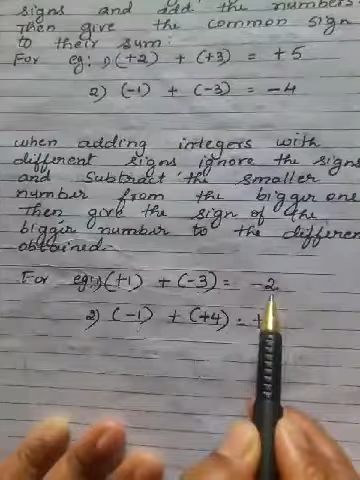 signs and add the numbers.
Then give the common sign
to their sum:
For eg:, 1) (+2) + (+3) = +5
2) (-1) + (-3) = -4
when adding integers with
different signs ignore the signs
and subtract the smaller
number from the bigger one
Then give the sign of the
bigger number to the differen
obtained.
For eg:, 1) (+1) + (-3) = -2
2) (-1) + (+4) = +